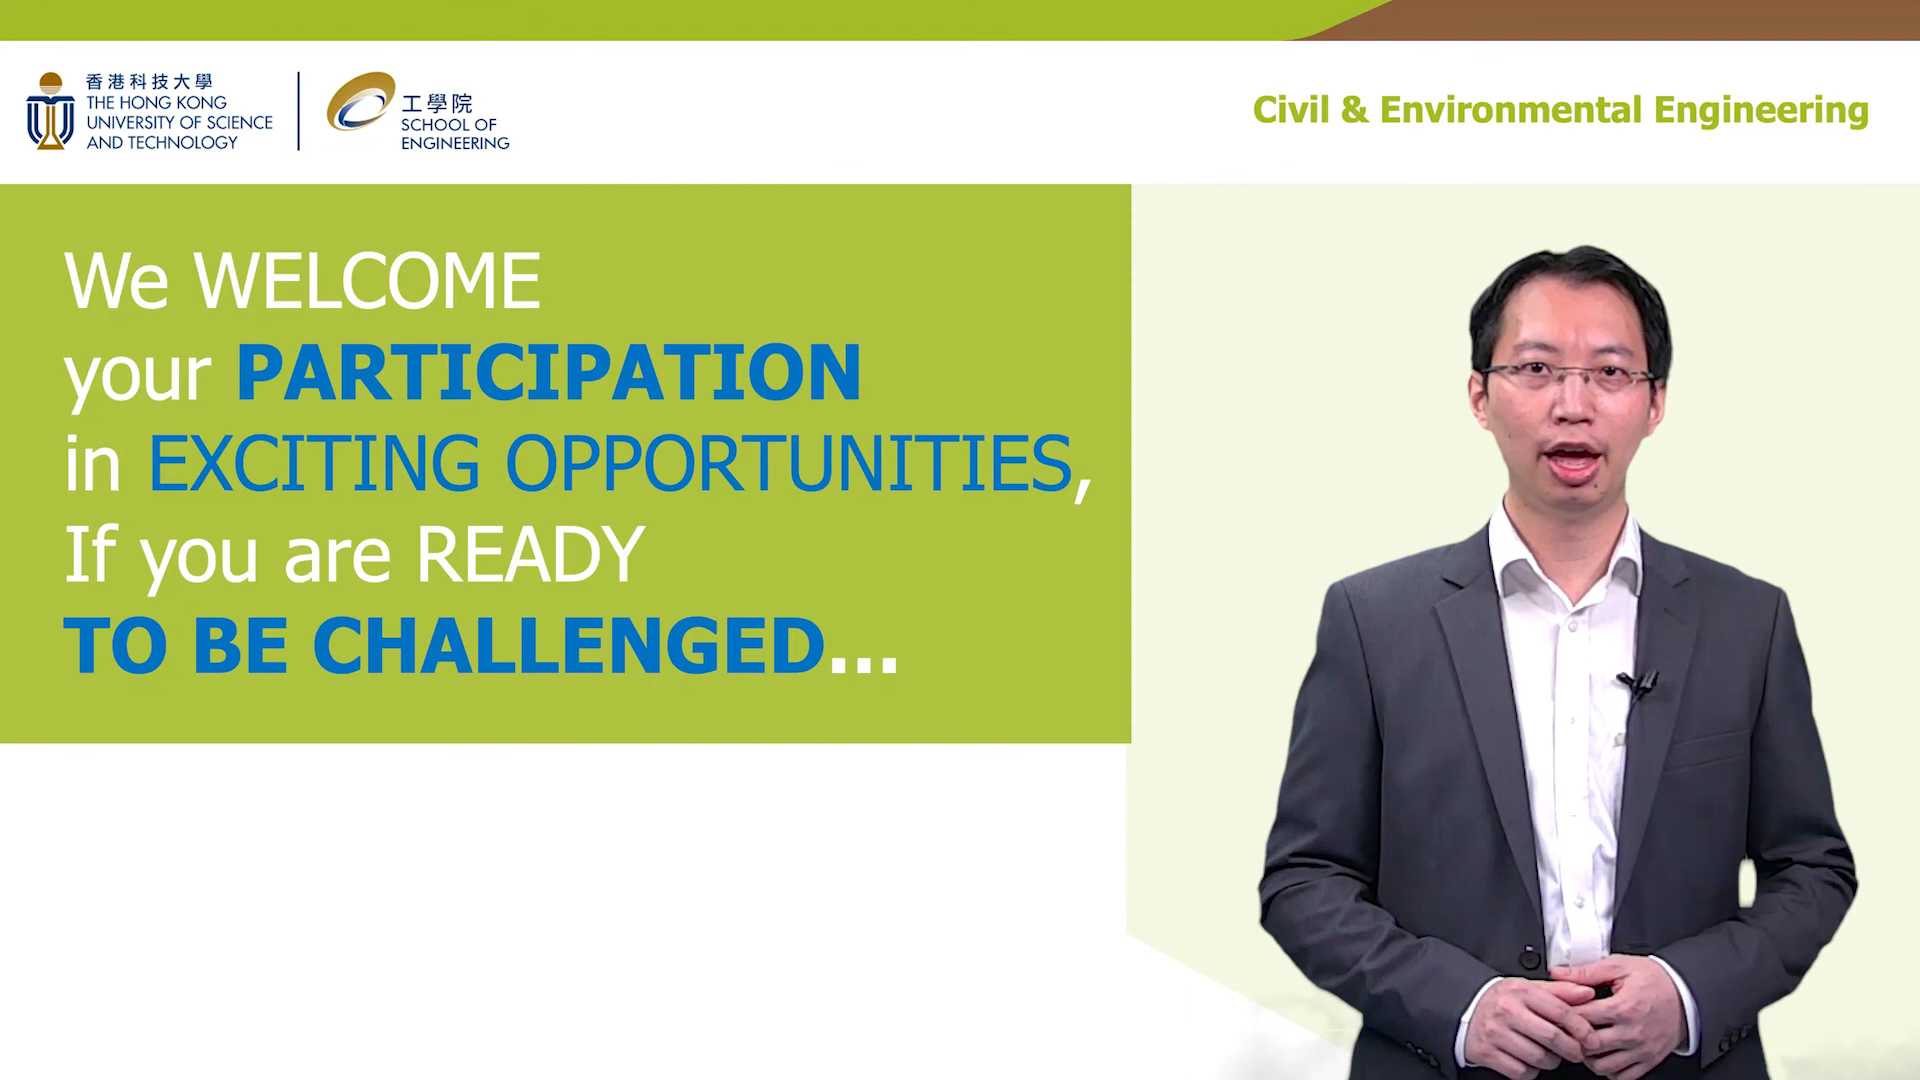 香港科技大學
THE HONG KONG
UNIVERSITY OF SCIENCE
AND TECHNOLOGY
工學院
SCHOOL OF
ENGINEERING
Civil & Environmental Engineering
We WELCOME
your PARTICIPATION
in EXCITING OPPORTUNITIES,
If you are READY
TO BE CHALLENGED...